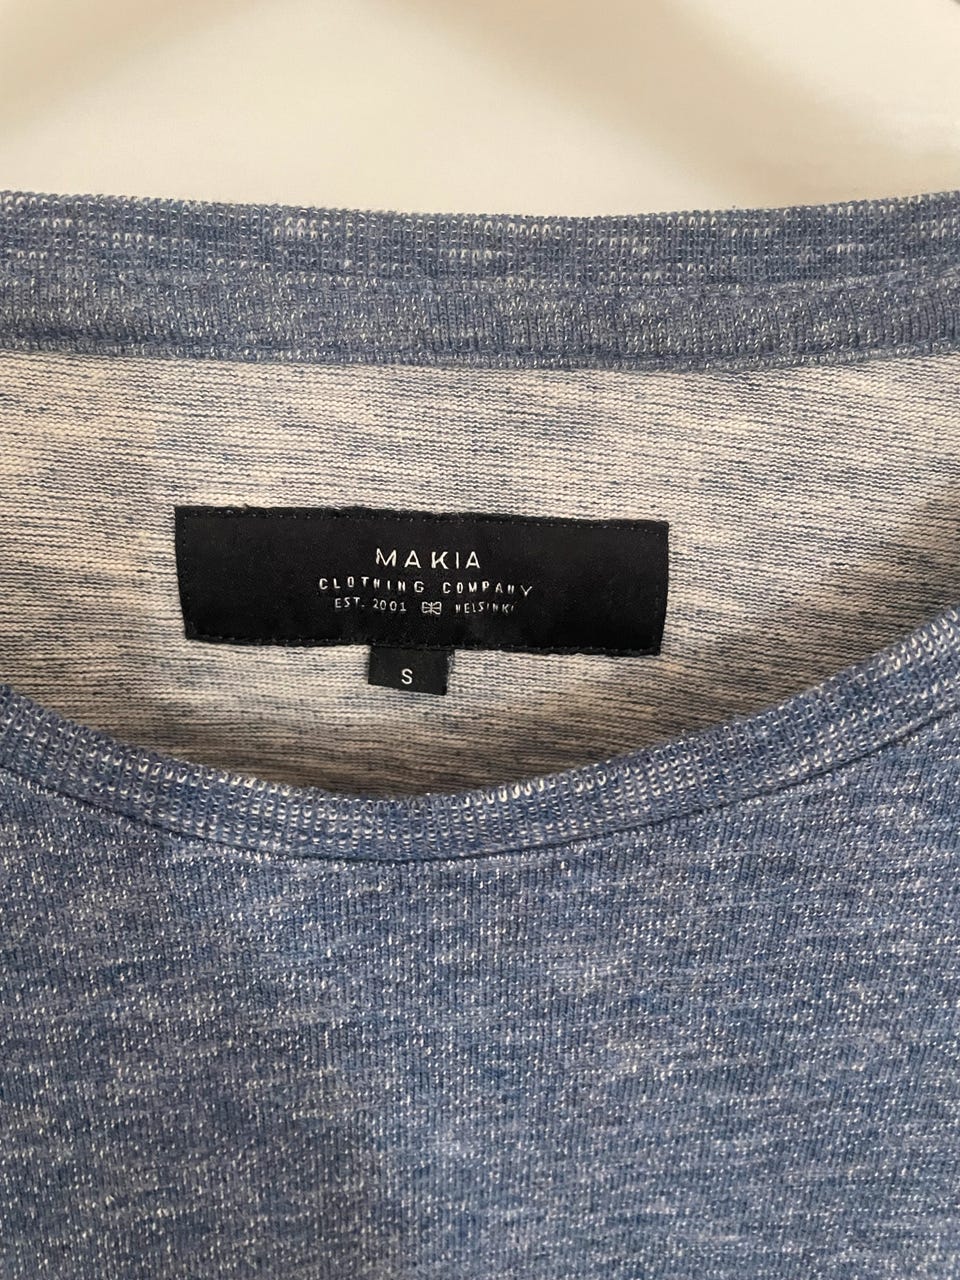 MAKIA
CLOTHING COMPANY
EST. 2001 HELSINKI
S